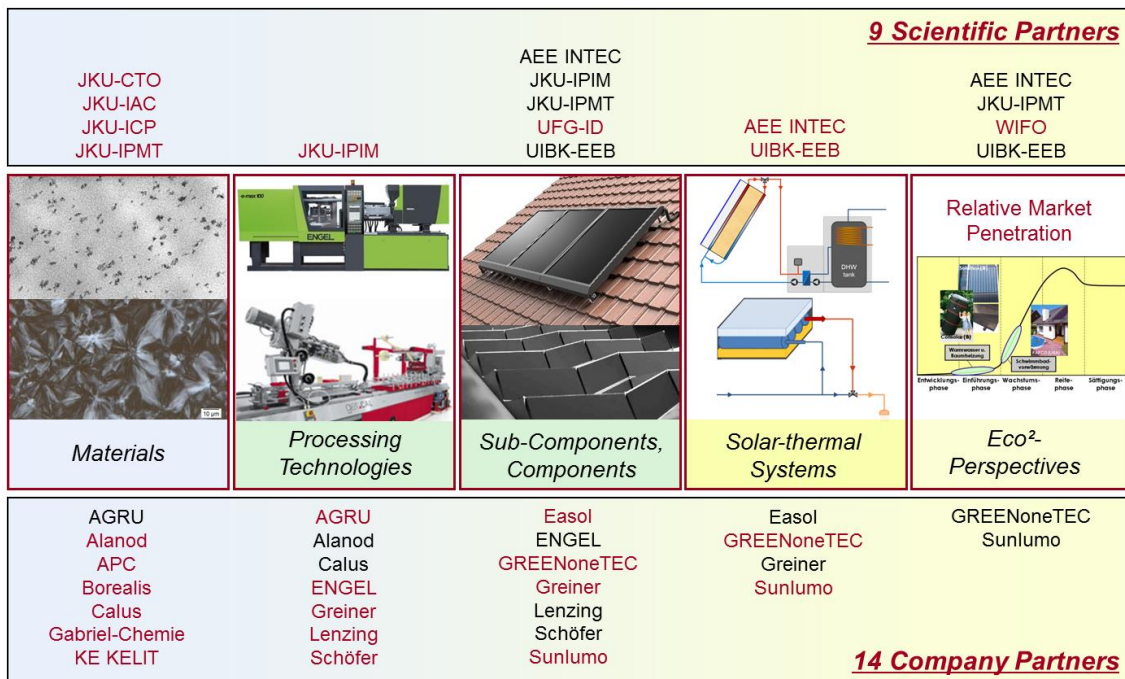 9 Scientific Partners
JKU-CTO
JKU-IAC
JKU-ICP
JKU-IPMT
JKU-IPIM
AEE INTEC
JKU-IPIM
JKU-IPMT
UFG-ID
UIBK-EEB
AEE INTEC
UIBK-EEB
AEE INTEC
JKU-IPMT
WIFO
UIBK-EEB
10 µm
Materials
ENGEL
Processing
Technologies
Sub-Components,
Components
DHW
tank
Solar-thermal
Systems
Relative Market
Penetration
Warmwasser u.
Raumheizung
Schwimmbad-
Entwicklungs-
phase
Einführungs-
phase
Wachstums-
phase
Reife-
phase
Sättigungs-
phase
Eco²-
Perspectives
AGRU
Alanod
APC
Borealis
Calus
Gabriel-Chemie
KE KELIT
AGRU
Alanod
Calus
ENGEL
Greiner
Lenzing
Schöfer
Easol
ENGEL
GREENoneTEC
Greiner
Lenzing
Schöfer
Sunlumo
Easol
GREENoneTEC
Greiner
Sunlumo
GREENoneTEC
Sunlumo
14 Company Partners